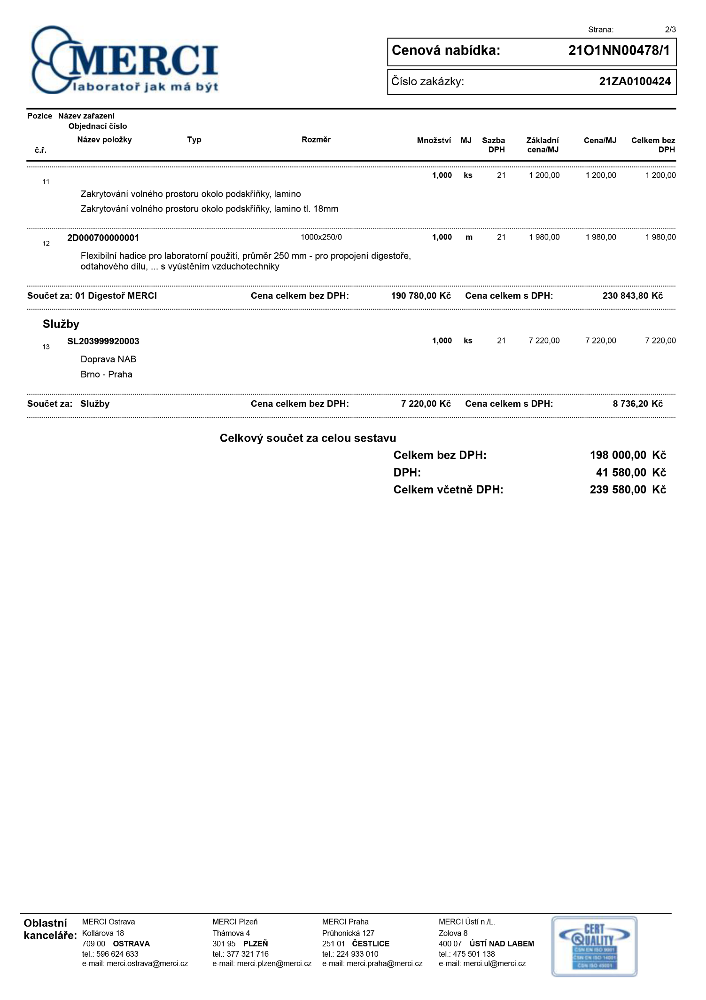 MERCI
laboratoř jak má být
Strana: 2/3
Cenová nabídka: 21O1NN00478/1
Číslo zakázky: 21ZA0100424
Pozice Název zařazení
Objednací číslo
Název položky Typ Rozměr Množství MJ Sazba DPH Základní cena/MJ Cena/MJ Celkem bez DPH
č.ř.
1,000 ks 21 1 200,00 1 200,00 1 200,00
11
Zakrytování volného prostoru okolo podskříňky, lamino
Zakrytování volného prostoru okolo podskříňky, lamino tl. 18mm
2D000700000001 1000x250/0 1,000 m 21 1 980,00 1 980,00 1 980,00
12
Flexibilní hadice pro laboratorní použití, průměr 250 mm - pro propojení digestoře,
odtahového dílu, ... s vyústěním vzduchotechniky
Součet za: 01 Digestoř MERCI Cena celkem bez DPH: 190 780,00 Kč Cena celkem s DPH: 230 843,80 Kč
Služby
SL203999920003 1,000 ks 21 7 220,00 7 220,00 7 220,00
13
Doprava NAB
Brno - Praha
Součet za: Služby Cena celkem bez DPH: 7 220,00 Kč Cena celkem s DPH: 8 736,20 Kč
Celkový součet za celou sestavu
Celkem bez DPH: 198 000,00 Kč
DPH: 41 580,00 Kč
Celkem včetně DPH: 239 580,00 Kč
Oblastní kanceláře:
MERCI Ostrava
Kollárova 18
709 00 OSTRAVA
tel.: 596 624 633
e-mail: merci.ostrava@merci.cz
MERCI Plzeň
Thámova 4
301 95 PLZEŇ
tel.: 377 321 716
e-mail: merci.plzen@merci.cz
MERCI Praha
Průhonická 127
251 01 ČESTLICE
tel.: 224 933 010
e-mail: merci.praha@merci.cz
MERCI Ústí n./L.
Zolova 8
400 07 ÚSTÍ NAD LABEM
tel.: 475 501 138
e-mail: merci.ul@merci.cz
CERT
QUALITY
ČSN EN ISO 9001
ČSN EN ISO 14001
ČSN ISO 45001